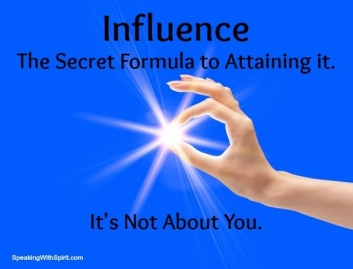 Influence
The Secret Formula to Attaining it.
It's Not About You.
SpeakingWithSpirit.com